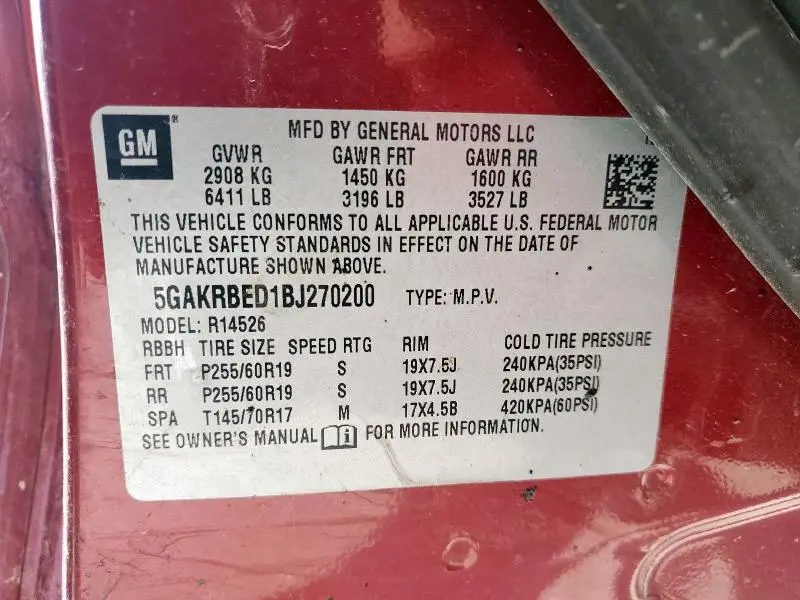 GM
®
MFD BY GENERAL MOTORS LLC
GVWR GAWR FRT GAWR RR
2908 KG 1450 KG 1600 KG
6411 LB 3196 LB 3527 LB
THIS VEHICLE CONFORMS TO ALL APPLICABLE U.S. FEDERAL MOTOR
VEHICLE SAFETY STANDARDS IN EFFECT ON THE DATE OF
MANUFACTURE SHOWN ABOVE.
5GAKRBED1BJ270200 TYPE: M.P.V.
MODEL: R14526
RBBH TIRE SIZE SPEED RTG RIM COLD TIRE PRESSURE
FRT P255/60R19 S 19X7.5J 240KPA(35PSI)
RR P255/60R19 S 19X7.5J 240KPA(35PSI)
SPA T145/70R17 M 17X4.5B 420KPA(60PSI)
SEE OWNER'S MANUAL i FOR MORE INFORMATION.